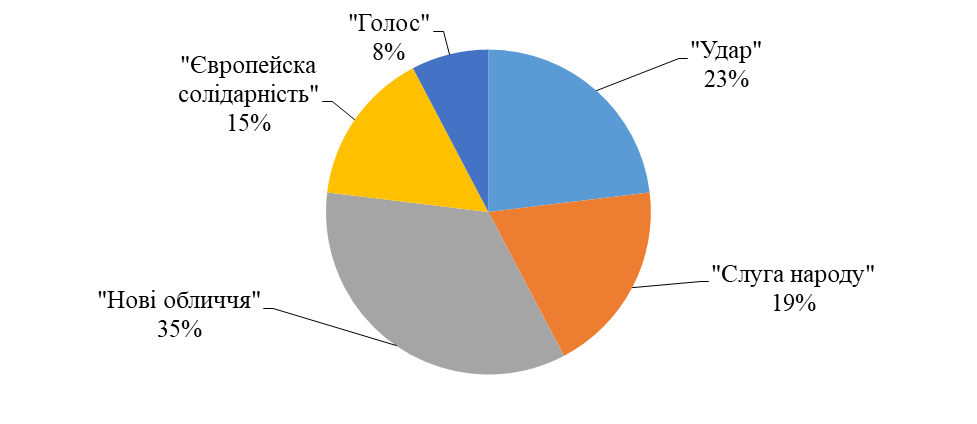 "Голос"
8%
"Удар"
23%
"Європейска
солідарність"
15%
"Слуга народу"
19%
"Нові обличчя"
35%